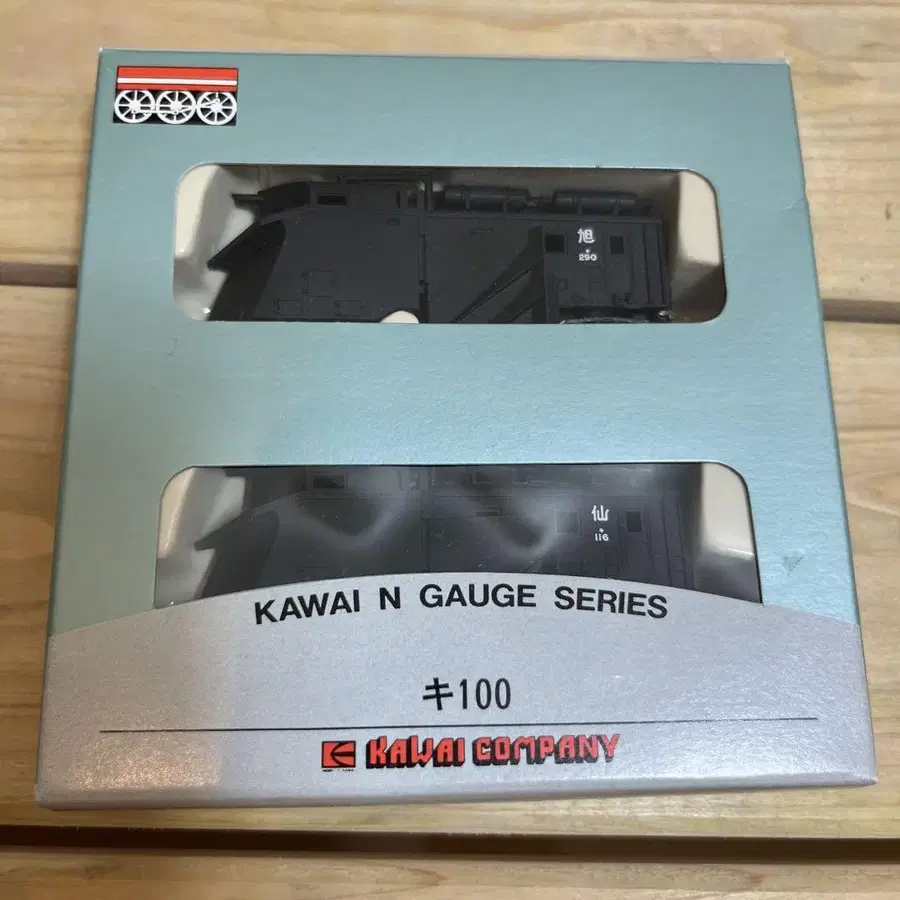 旭
290
仙
116
KAWAI N GAUGE SERIES
キ100
KAWAI COMPANY